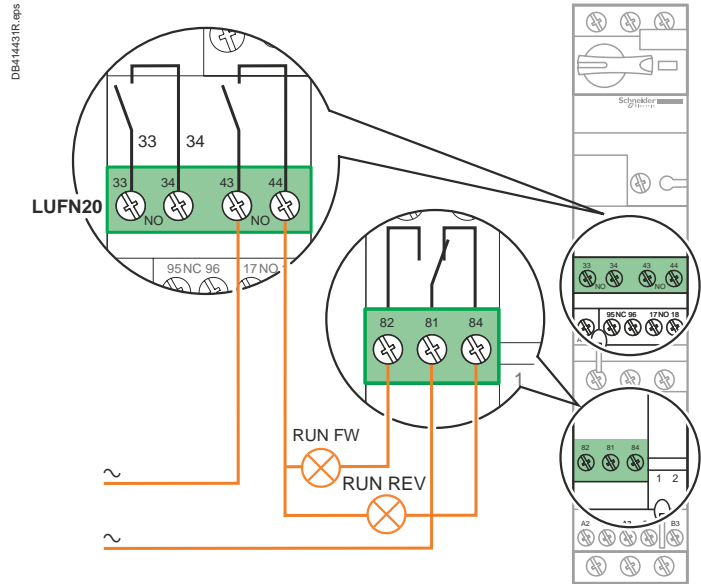 DB414431R.eps
33 34
33 34 43 44
LUFN20
NO NO
95 NC 96 17 NO
82 81 84
1
RUN FW
RUN REV
~
~
Schneider
Electric
33 34 43 44
NO NO
95 NC 96 17 NO 18
82 81 84
1 2
A2 B3